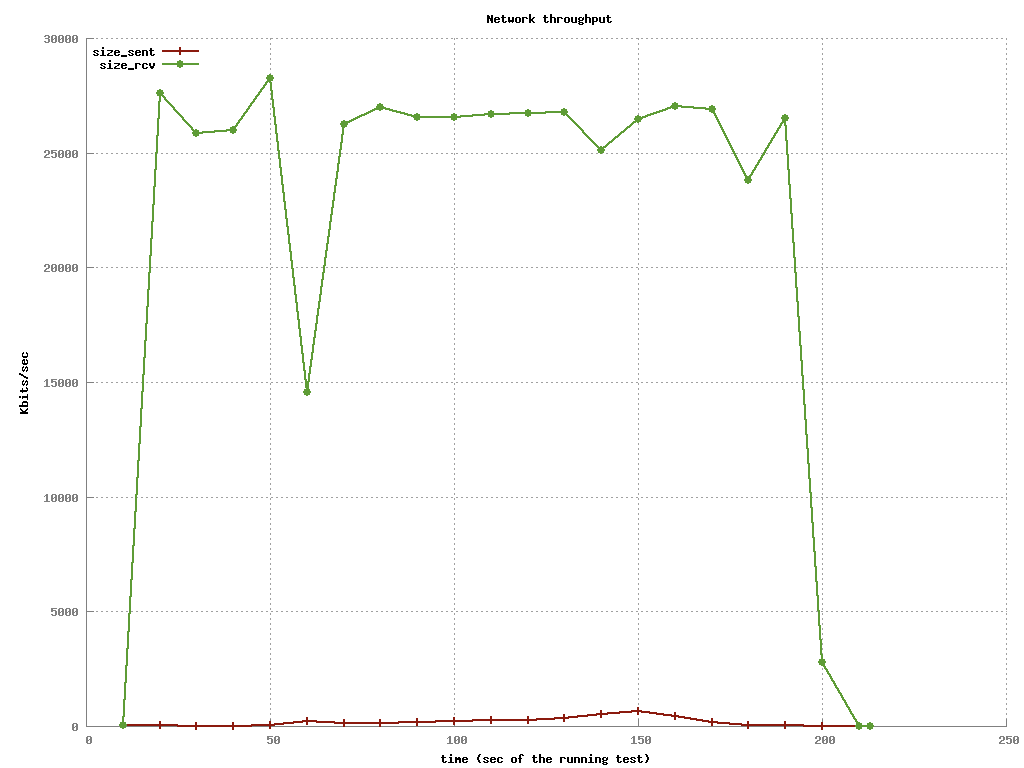 Network throughput
30000
size_sent
size_rcv
25000
20000
Kbits/sec
15000
10000
5000
0
0 50 100 150 200 250
time (sec of the running test)